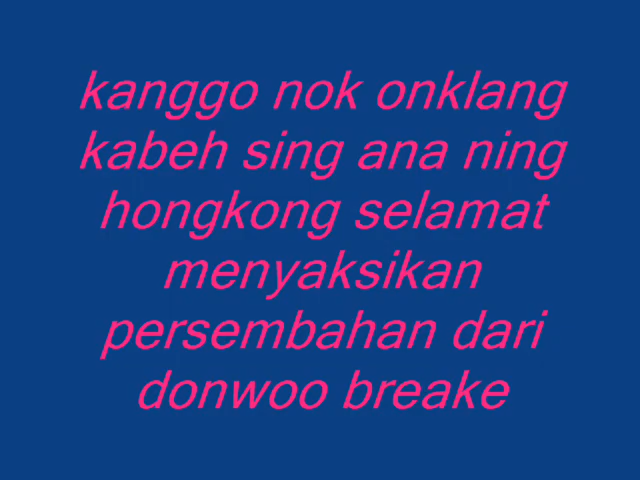 kanggo nok onklang
kabeh sing ana ning
hongkong selamat
menyaksikan
persembahan dari
donwoo breake